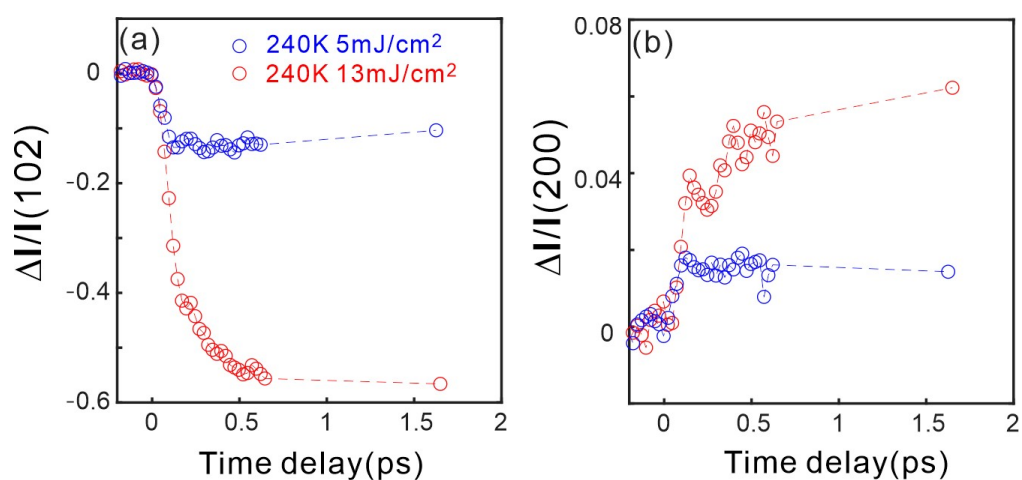 (a)
240K 5mJ/cm²
240K 13mJ/cm²
0
-0.2
-0.4
-0.6
ΔI/I(102)
0
0.5
1
1.5
2
Time delay(ps)
(b)
0.08
0.04
0
ΔI/I(200)
0
0.5
1
1.5
2
Time delay(ps)